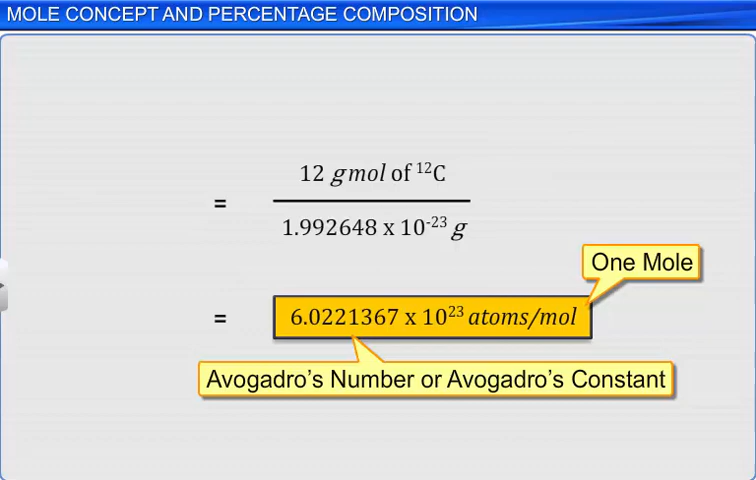 MOLE CONCEPT AND PERCENTAGE COMPOSITION
12 gmol of ¹²C
=
1.992648 x 10⁻²³ g
One Mole
= 6.0221367 x 10²³ atoms/mol
Avogadro's Number or Avogadro's Constant